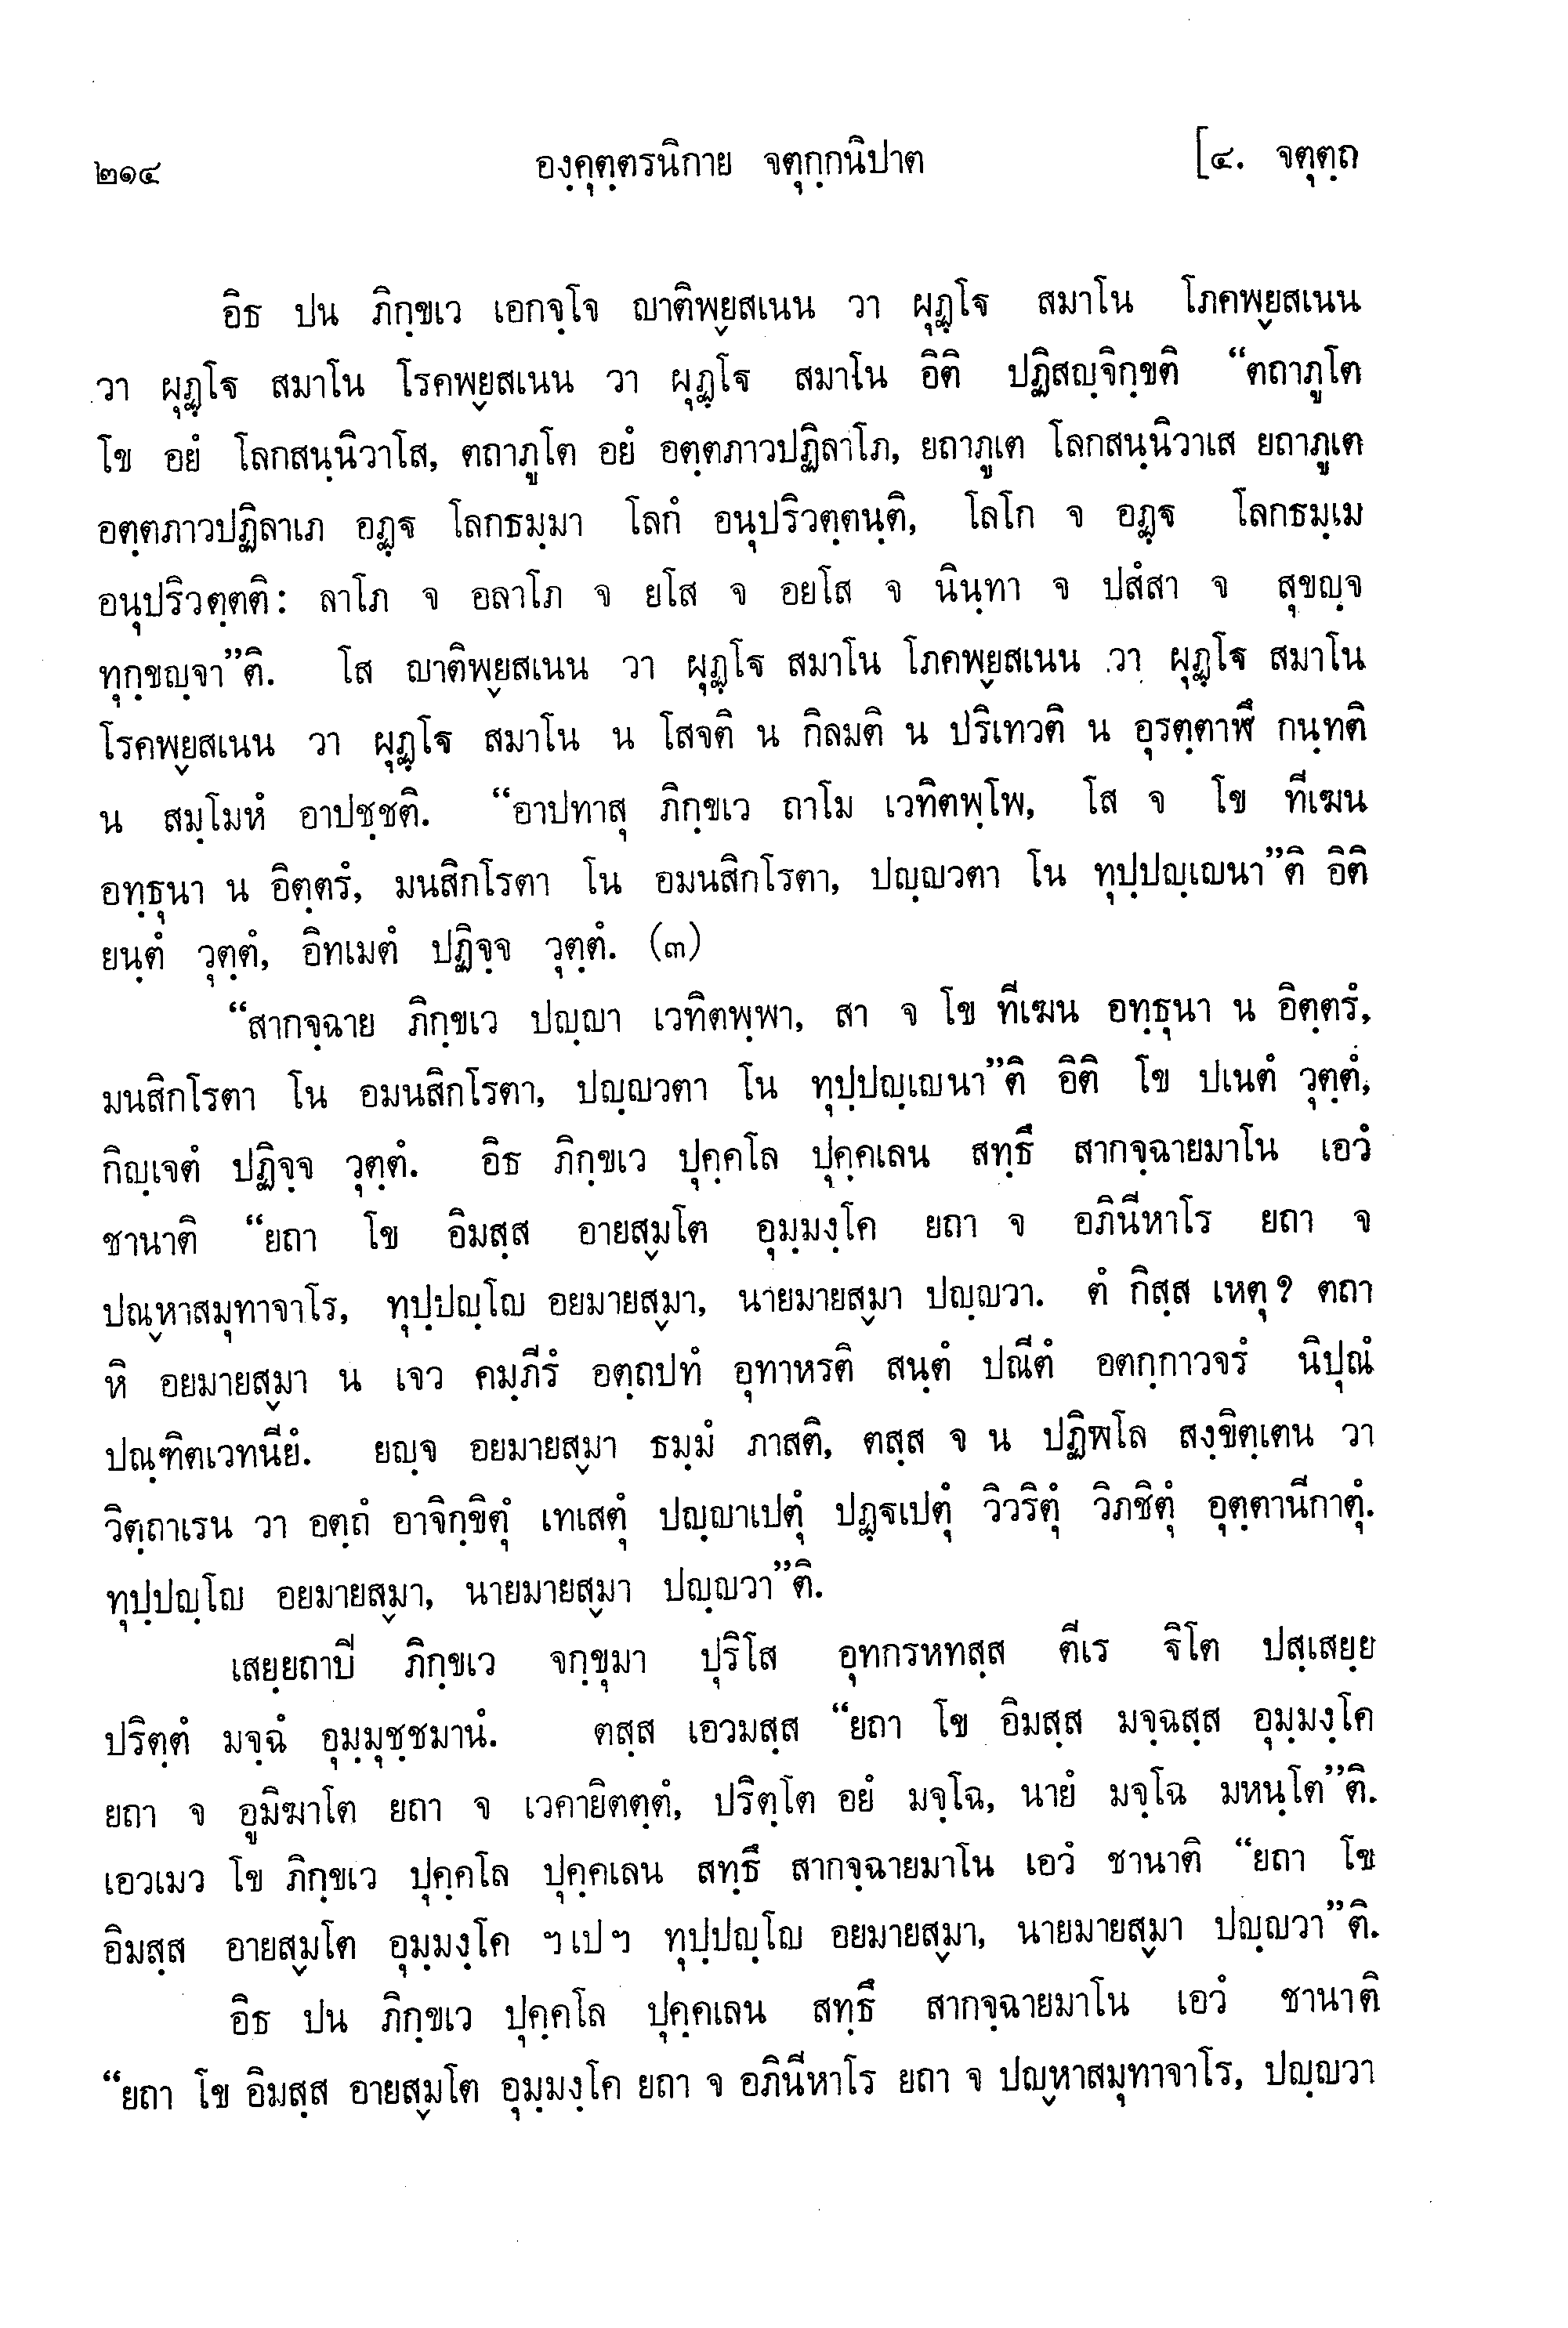 ๒๑๔ องฺคุตฺตรนิกาย จตุกฺกนิปาต [๔. จตุตฺถ
อิธ ปน ภิกฺขเว เอกจฺโจ ญาติพฺยสเนน วา ผุฏฺโฐ สมาโน โภคพฺยสเนน
วา ผุฏฺโฐ สมาโน โรคพฺยสเนน วา ผุฏฺโฐ สมาโน อิติ ปฏิสญฺจิกฺขติ “ตถาภูโต
โข อยํ โลกสนฺนิวาโส, ตถาภูโต อยํ อตฺตภาวปฏิลาโภ, ยถาภูเต โลกสนฺนิวาเส ยถาภูเต
อตฺตภาวปฏิลาเภ อฏฺฐ โลกธมฺมา โลกํ อนุปริวตฺตนฺติ, โลโก จ อฏฺฐ โลกธมฺเม
อนุปริวตฺตติ: ลาโภ จ อลาโภ จ ยโส จ อยโส จ นินฺทา จ ปสํสา จ สุขญฺจ
ทุกฺขญฺจา”ติ. โส ญาติพฺยสเนน วา ผุฏฺโฐ สมาโน โภคพฺยสเนน วา ผุฏฺโฐ สมาโน
โรคพฺยสเนน วา ผุฏฺโฐ สมาโน น โสจติ น กิลมติ น ปริเทวติ น อุรตฺตาฬึ กนฺทติ
น สมฺโมหํ อาปชฺชติ. “อาปทาสุ ภิกฺขเว ถาโม เวทิตพฺโพ, โส จ โข ทีเฆน
อทฺธุนา น อิตฺตรํ, มนสิกโรตา โน อมนสิกโรตา, ปญฺญวตา โน ทุปฺปญฺเญนา”ติ อิติ
ยนฺตํ วุตฺตํ, อิทเมตํ ปฏิจฺจ วุตฺตํ. (๓)
“สากจฺฉาย ภิกฺขเว ปญฺญา เวทิตพฺพา, สา จ โข ทีเฆน อทฺธุนา น อิตฺตรํ,
มนสิกโรตา โน อมนสิกโรตา, ปญฺญวตา โน ทุปฺปญฺเญนา”ติ อิติ โข ปเนตํ วุตฺตํ,
กิญฺเจตํ ปฏิจฺจ วุตฺตํ. อิธ ภิกฺขเว ปุคฺคโล ปุคฺคเลน สทฺธึ สากจฺฉายมาโน เอวํ
ชานาติ “ยถา โข อิมสฺส อายสฺมโต อุมฺมงฺโค ยถา จ อภินีหาโร ยถา จ
ปณฺหาสมุทาจาโร, ทุปฺปญฺโญ อยมายสฺมา, นายมายสฺมา ปญฺญวา. ตํ กิสฺส เหตุ? ตถา
หิ อยมายสฺมา น เจว คมฺภีรํ อตฺถปทํ อุทาหรติ สนฺตํ ปณีตํ อตกฺกาวจรํ นิปุณํ
ปณฺฑิตเวทนียํ. ยญฺจ อยมายสฺมา ธมฺมํ ภาสติ, ตสฺส จ น ปฏิพโล สงฺขิตฺเตน วา
วิตฺถาเรน วา อตฺถํ อาจิกฺขิตุํ เทเสตุํ ปญฺญาเปตุํ ปฏฺฐเปตุํ วิวริตุํ วิภชิตุํ อุตฺตานีกาตุํ.
ทุปฺปญฺโญ อยมายสฺมา, นายมายสฺมา ปญฺญวา”ติ.
เสยฺยถาปี ภิกฺขเว จกฺขุมา ปุริโส อุทกรหทสฺส ตีเร ฐิโต ปสฺเสยฺย
ปริตฺตํ มจฺฉํ อุมฺมุชฺชมานํ. ตสฺส เอวมสฺส “ยถา โข อิมสฺส มจฺฉสฺส อุมฺมงฺโค
ยถา จ อูมิฆาโต ยถา จ เวคายิตตฺตํ, ปริตฺโต อยํ มจฺโฉ, นายํ มจฺโฉ มหนฺโต”ติ.
เอวเมว โข ภิกฺขเว ปุคฺคโล ปุคฺคเลน สทฺธึ สากจฺฉายมาโน เอวํ ชานาติ “ยถา โข
อิมสฺส อายสฺมโต อุมฺมงฺโค ฯ เป ฯ ทุปฺปญฺโญ อยมายสฺมา, นายมายสฺมา ปญฺญวา”ติ.
อิธ ปน ภิกฺขเว ปุคฺคโล ปุคฺคเลน สทฺธึ สากจฺฉายมาโน เอวํ ชานาติ
“ยถา โข อิมสฺส อายสฺมโต อุมฺมงฺโค ยถา จ อภินีหาโร ยถา จ ปญฺหาสมุทาจาโร, ปญฺญวา